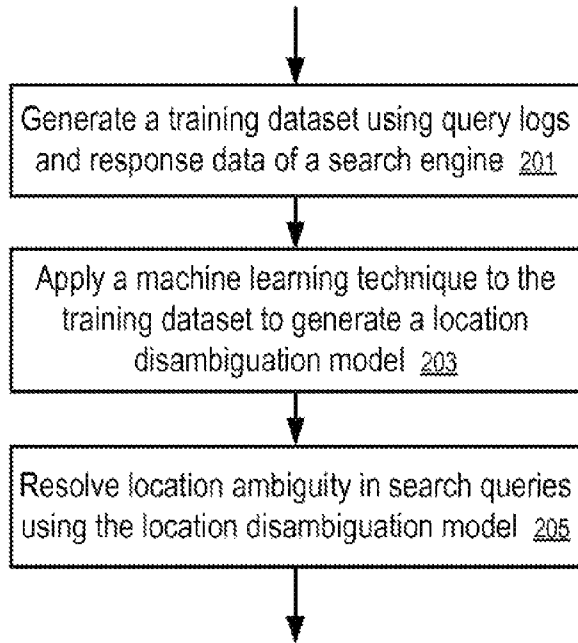 Generate a training dataset using query logs
and response data of a search engine 201
Apply a machine learning technique to the
training dataset to generate a location
disambiguation model 203
Resolve location ambiguity in search queries
using the location disambiguation model 205